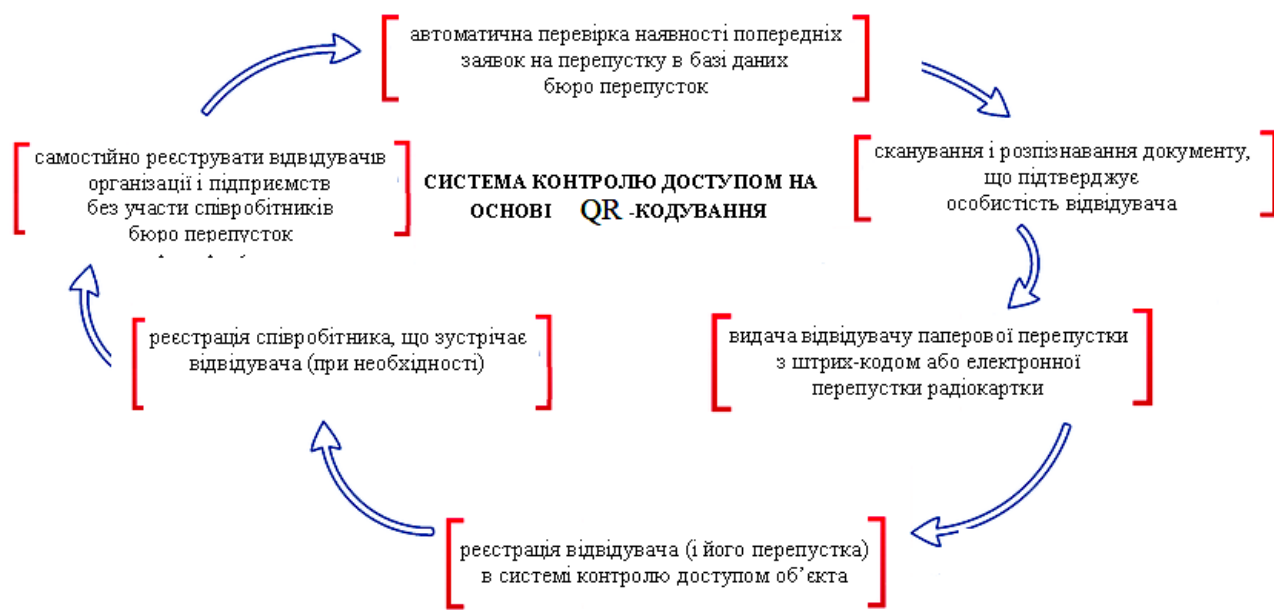 автоматична перевірка наявності попередніх
заявок на перепустку в базі даних
бюро перепусток
самостійно реєструвати відвідувачів
організації і підприємств
без участи співробітників
бюро перепусток
СИСТЕМА КОНТРОЛЮ ДОСТУПОМ НА
ОСНОВІ QR -КОДУВАННЯ
сканування і розпізнавання документу,
що підтверджує
особистість відвідувача
реєстрація співробітника, що зустрічає
відвідувача (при необхідності)
видача відвідувачу паперової перепустки
з штрих-кодом або електронної
перепустки радіокартки
реєстрація відвідувача (і його перепустка)
в системі контролю доступом об’єкта